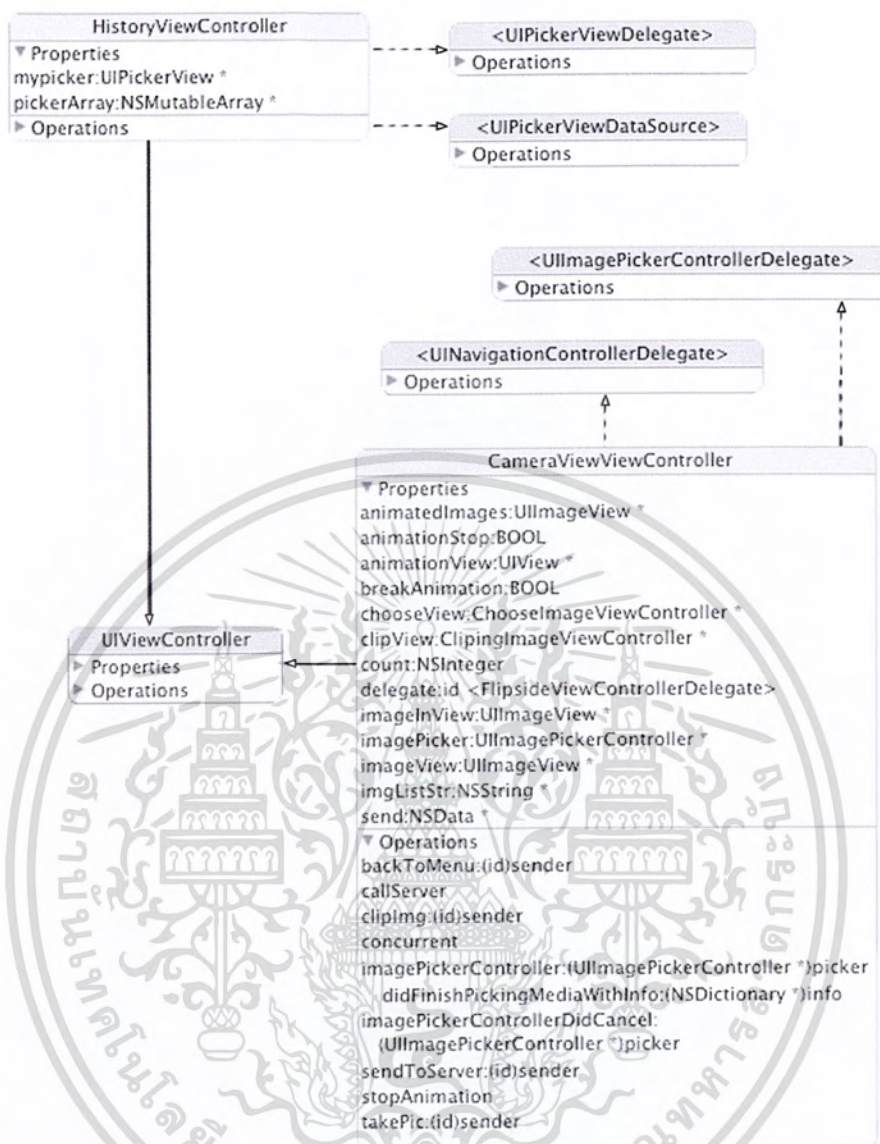 HistoryViewController
▼ Properties
mypicker:UIPickerView *
pickerArray:NSMutableArray *
▶ Operations
<UIPickerViewDelegate>
▶ Operations
<UIPickerViewDataSource>
▶ Operations
<UIImagePickerControllerDelegate>
▶ Operations
<UINavigationControllerDelegate>
▶ Operations
CameraViewViewController
▼ Properties
animatedImages:UIImageView *
animationStop:BOOL
animationView:UIView *
breakAnimation:BOOL
chooseView:ChooseImageViewController *
clipView:ClipingImageViewController *
count:NSInteger
delegate:id <FlipsideViewControllerDelegate>
imageInView:UIImageView *
imagePicker:UIImagePickerController *
imageView:UIImageView *
imgListStr:NSString *
send:NSData *
▼ Operations
backToMenu:(id)sender
callServer
clipImg:(id)sender
concurrent
imagePickerController:(UIImagePickerController *)picker
didFinishPickingMediaWithInfo:(NSDictionary *)info
imagePickerControllerDidCancel:
(UIImagePickerController *)picker
sendToServer:(id)sender
stopAnimation
takePic:(id)sender
UIViewController
▶ Properties
▶ Operations